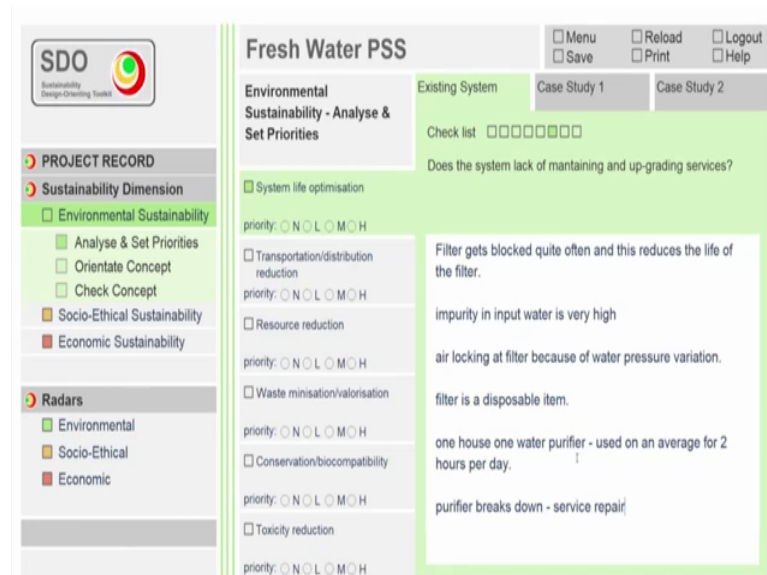 SDO
Sustainability
Design-Orienting Toolkit
PROJECT RECORD
Sustainability Dimension
Environmental Sustainability
Analyse & Set Priorities
Orientate Concept
Check Concept
Socio-Ethical Sustainability
Economic Sustainability
Radars
Environmental
Socio-Ethical
Economic
Fresh Water PSS
Menu
Reload
Logout
Save
Print
Help
Environmental
Sustainability - Analyse &
Set Priorities
System life optimisation
priority: N L M H
Transportation/distribution
reduction
priority: N L M H
Resource reduction
priority: N L M H
Waste minisation/valorisation
priority: N L M H
Conservation/biocompatibility
priority: N L M H
Toxicity reduction
priority: N L M H
Existing System
Case Study 1
Case Study 2
Check list
Does the system lack of mantaining and up-grading services?
Filter gets blocked quite often and this reduces the life of
the filter.
impurity in input water is very high
air locking at filter because of water pressure variation.
filter is a disposable item.
one house one water purifier - used on an average for 2
hours per day.
purifier breaks down - service repair